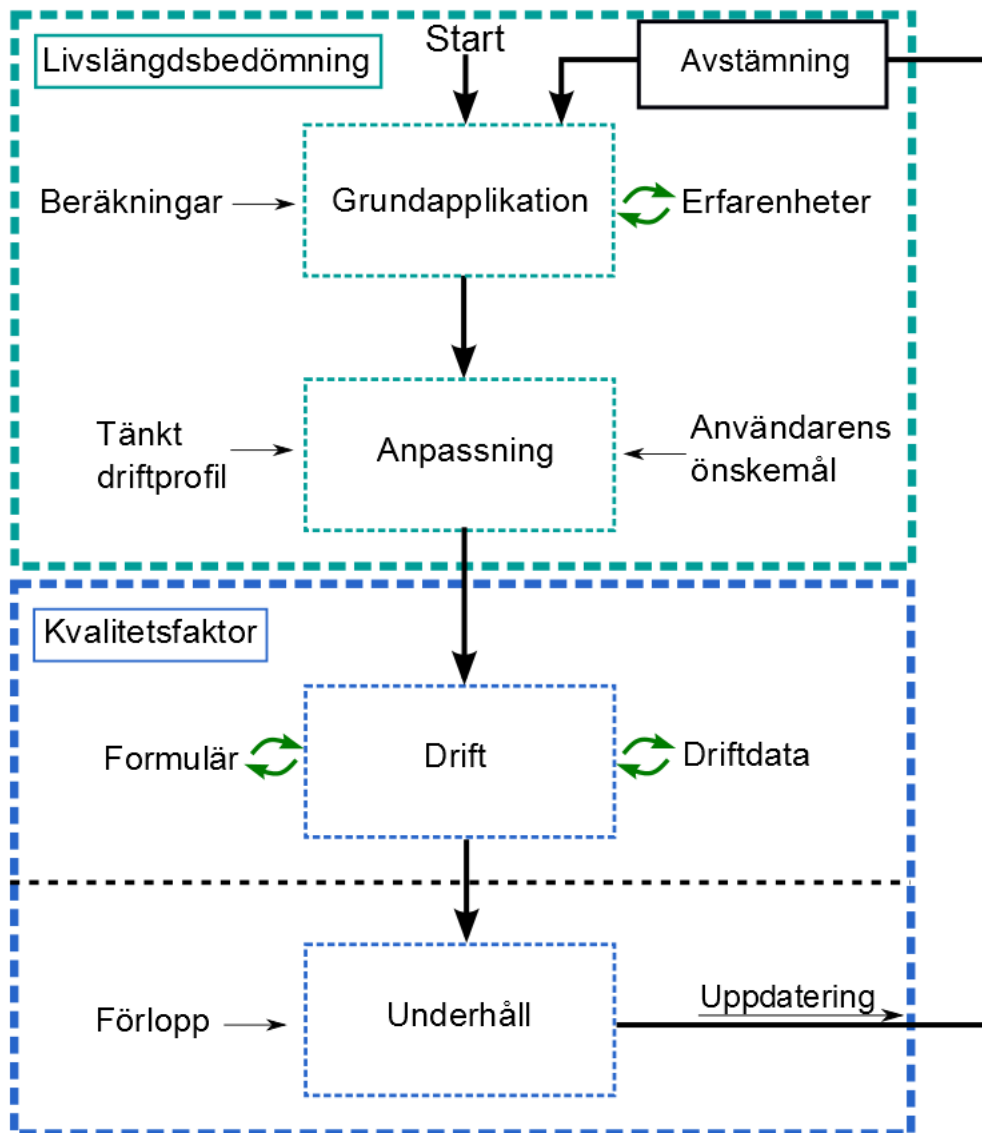 Livslängdsbedömning
Start
Avstämning
Beräkningar
Grundapplikation
Erfarenheter
Tänkt
driftprofil
Anpassning
Användarens
önskemål
Kvalitetsfaktor
Formulär
Drift
Driftdata
Förlopp
Underhåll
Uppdatering